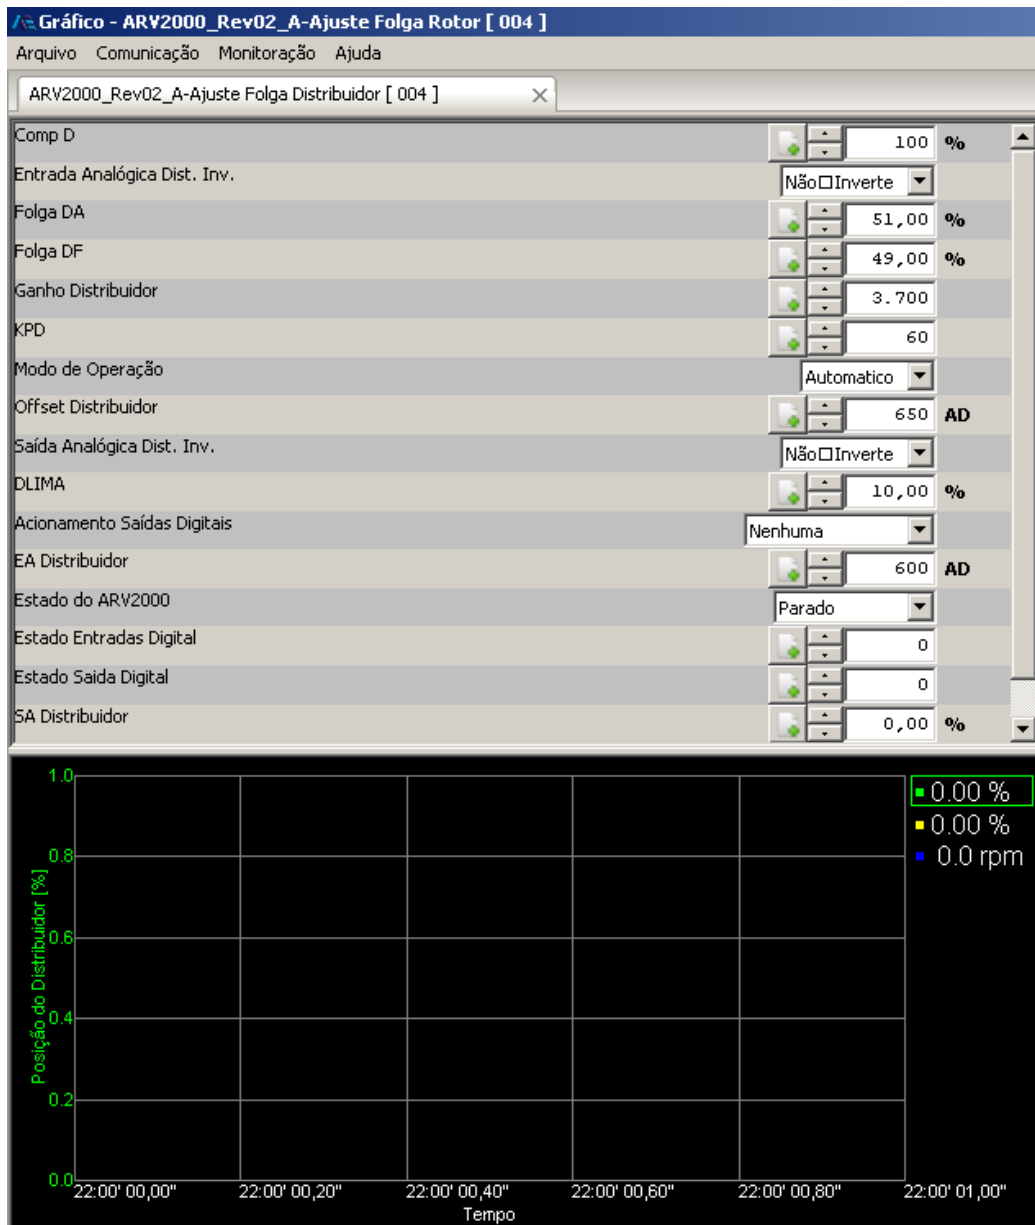 Gráfico - ARV2000_Rev02_A-Ajuste Folga Rotor [ 004 ]
Arquivo Comunicação Monitoração Ajuda
ARV2000_Rev02_A-Ajuste Folga Distribuidor [ 004 ]
Comp D 100 %
Entrada Analógica Dist. Inv. Não□Inverte
Folga DA 51,00 %
Folga DF 49,00 %
Ganho Distribuidor 3.700
KPD 60
Modo de Operação Automatico
Offset Distribuidor 650 AD
Saída Analógica Dist. Inv. Não□Inverte
DLIMA 10,00 %
Acionamento Saídas Digitais Nenhuma
EA Distribuidor 600 AD
Estado do ARV2000 Parado
Estado Entradas Digital 0
Estado Saida Digital 0
SA Distribuidor 0,00 %
Posição do Distribuidor [%]
1.0
0.8
0.6
0.4
0.2
0.0
0.00 %
0.00 %
0.0 rpm
22:00' 00,00" 22:00' 00,20" 22:00' 00,40" 22:00' 00,60" 22:00' 00,80" 22:00' 01,00"
Tempo